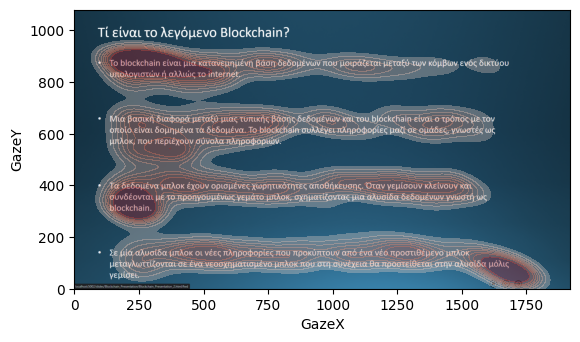 Τί είναι το λεγόμενο Blockchain?
• Το blockchain είναι μια κατανεμημένη βάση δεδομένων που μοιράζεται μεταξύ των κόμβων ενός δικτύου
υπολογιστή ή αλλιώς το internet.
• Μια βασική διαφορά μεταξύ μιας τυπικής βάσης δεδομένων και του blockchain είναι ο τρόπος με τον
οποίο είναι δομημένα τα δεδομένα. Το blockchain συλλέγει πληροφορίες μαζί σε ομάδες, γνωστές ως
μπλοκ, που περιέχουν σύνολα πληροφοριών.
• Τα δεδομένα μπλοκ έχουν ορισμένες χωρητικότητες αποθήκευσης. Όταν γεμίσουν κλείνουν και
συνδέονται με το προηγουμένως γεμάτο μπλοκ, σχηματίζοντας μια αλυσίδα δεδομένων γνωστή ως
blockchain.
• Σε μία αλυσίδα μπλοκ οι νέες πληροφορίες που προκύπτουν από ένα νέο προστιθέμενο μπλοκ
μεταγλωττίζονται σε ένα νεοσχηματισμένο μπλοκ που στη συνέχεια θα προστεθεί στην αλυσίδα μόλις
γεμίσει.
GazeY
1000
800
600
400
200
0
0 250 500 750 1000 1250 1500 1750
GazeX